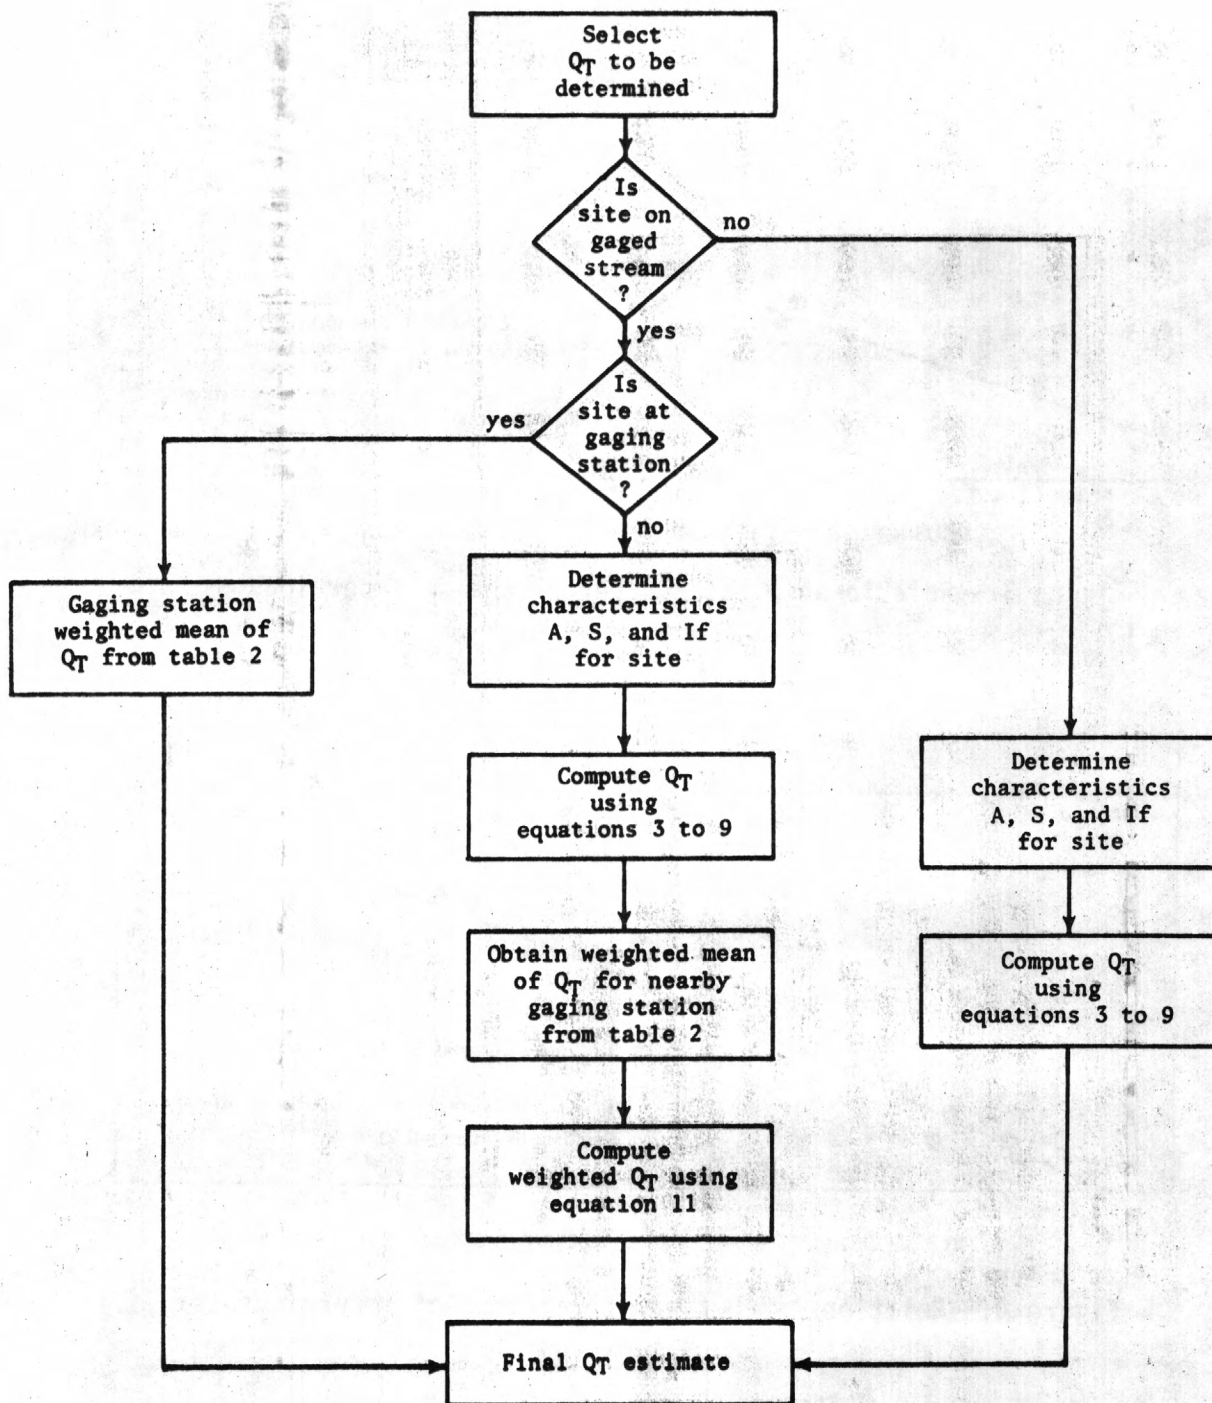 Select
QT to be
determined
Is
site on
gaged
stream
?
no
yes
Is
site at
gaging
station
?
yes
no
Gaging station
weighted mean of
QT from table 2
Determine
characteristics
A, S, and If
for site
Compute QT
using
equations 3 to 9
Obtain weighted mean
of QT for nearby
gaging station
from table 2
Compute
weighted QT using
equation 11
Determine
characteristics
A, S, and If
for site
Compute QT
using
equations 3 to 9
Final QT estimate